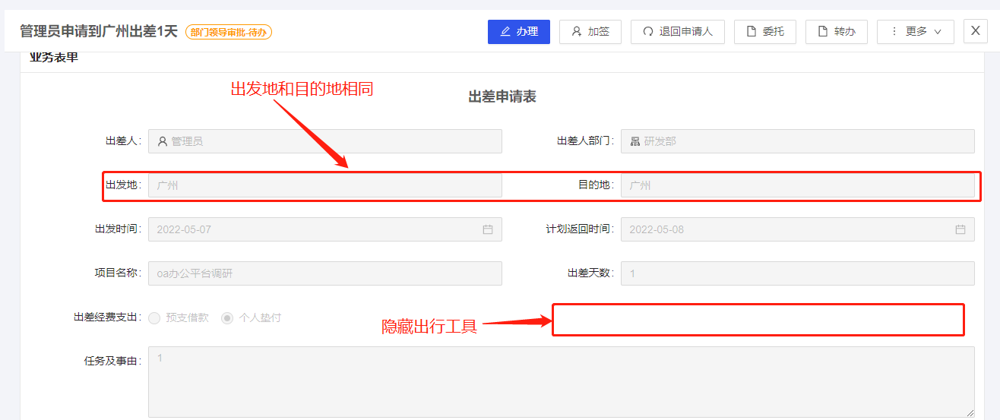 管理员申请到广州出差1天 部门领导审批-待办 办理 加签 退回申请人 委托 转办 更多 X
业务表单
出发地和目的地相同
出差申请表
出差人: 管理员 出差人部门: 研发部
出发地: 广州 目的地: 广州
出发时间: 2022-05-07 计划返回时间: 2022-05-08
项目名称: oa办公平台调研 出差天数: 1
出差经费支出: 预支借款 个人垫付
隐藏出行工具
任务及事由: 1